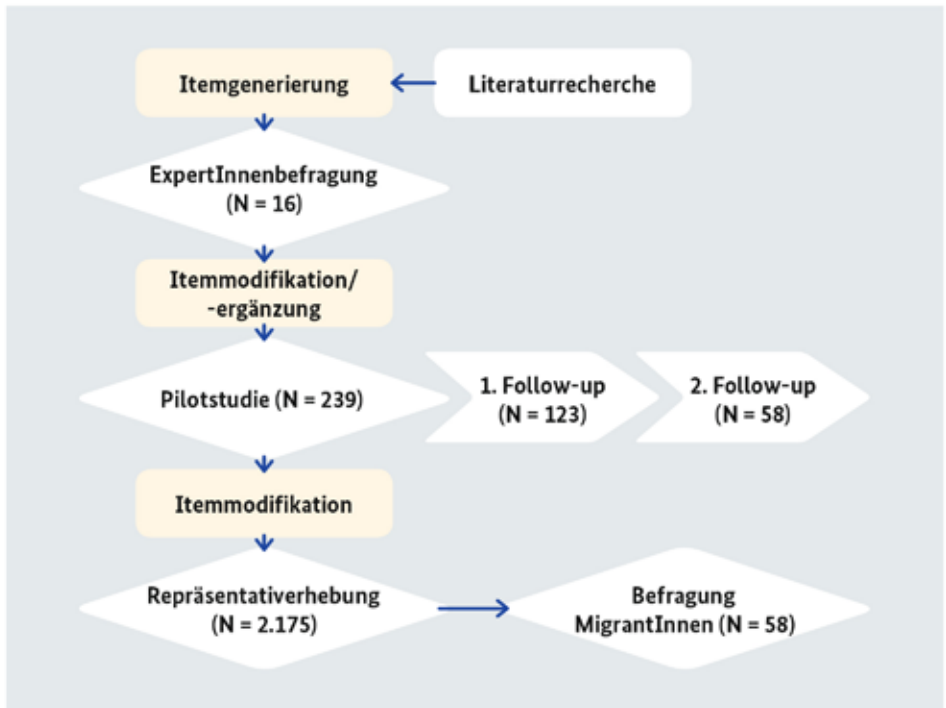 Itemgenerierung
Literaturrecherche
ExpertInnenbefragung
(N = 16)
Itemmodifikation/
-ergänzung
Pilotstudie (N = 239)
1. Follow-up
(N = 123)
2. Follow-up
(N = 58)
Itemmodifikation
Repräsentativerhebung
(N = 2.175)
Befragung
MigrantInnen (N = 58)